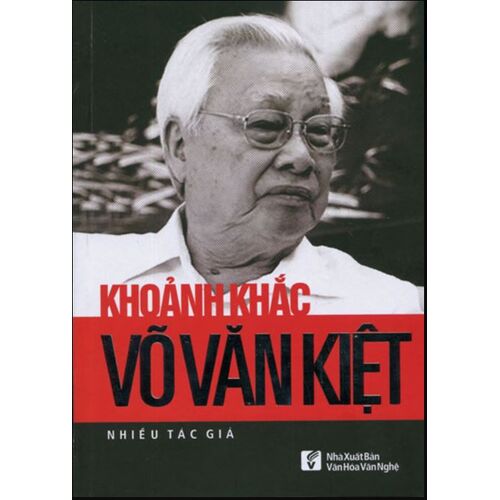 KHOẢNH KHẮC
VÕ VĂN KIỆT
NHIỀU TÁC GIẢ
Nhà Xuất Bản
Văn Hóa Văn Nghệ